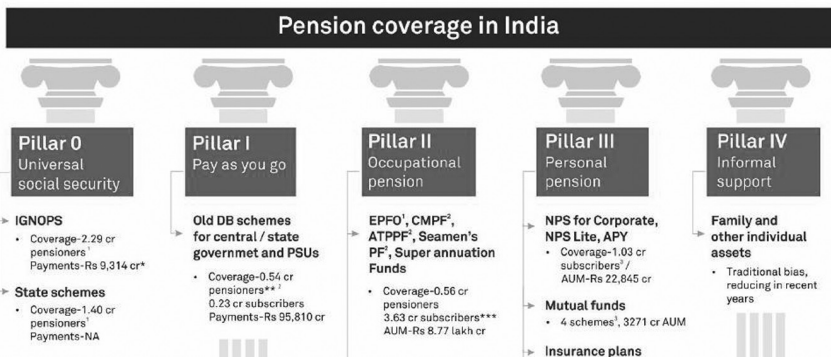 Pension coverage in India
Pillar 0
Universal
social security
IGNOPS
• Coverage-2.29 cr
pensioners¹
Payments-Rs 9,314 cr*
State schemes
• Coverage-1.40 cr
pensioners¹
Payments-NA
Pillar I
Pay as you go
Old DB schemes
for central / state
governmet and PSUs
• Coverage-0.54 cr
pensioners** ²
0.23 cr subscribers
Payments-Rs 95,810 cr
Pillar II
Occupational
pension
EPFO¹, CMPF²,
ATPPF², Seamen's
PF², Super annuation
Funds
• Coverage-0.56 cr
pensioners
3.63 cr subscribers***
AUM-Rs 8.77 lakh cr
Pillar III
Personal
pension
NPS for Corporate,
NPS Lite, APY
• Coverage-1.03 cr
subscribers³ /
AUM-Rs 22,845 cr
Mutual funds
• 4 schemes³, 3271 cr AUM
Insurance plans
Pillar IV
Informal
support
Family and
other individual
assets
• Traditional bias,
reducing in recent
years